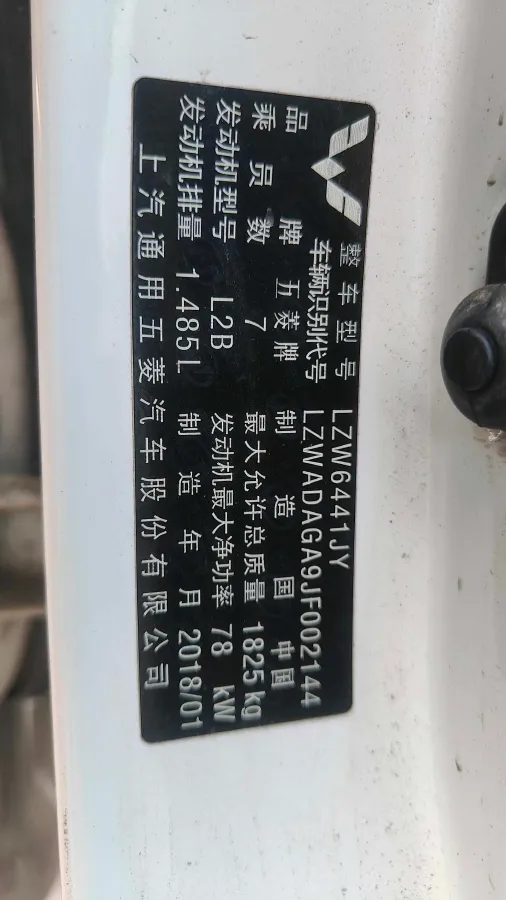 整车型号 LZW6441JY
车辆识别代号 LZWADAGA9JF002144
品牌 五菱牌 制造国 中国
乘员数 7 最大允许总质量 1825kg
发动机型号 L2B 发动机最大净功率 78 kW
发动机排量 1.485L 制造年月 2018/01
上汽通用五菱汽车股份有限公司